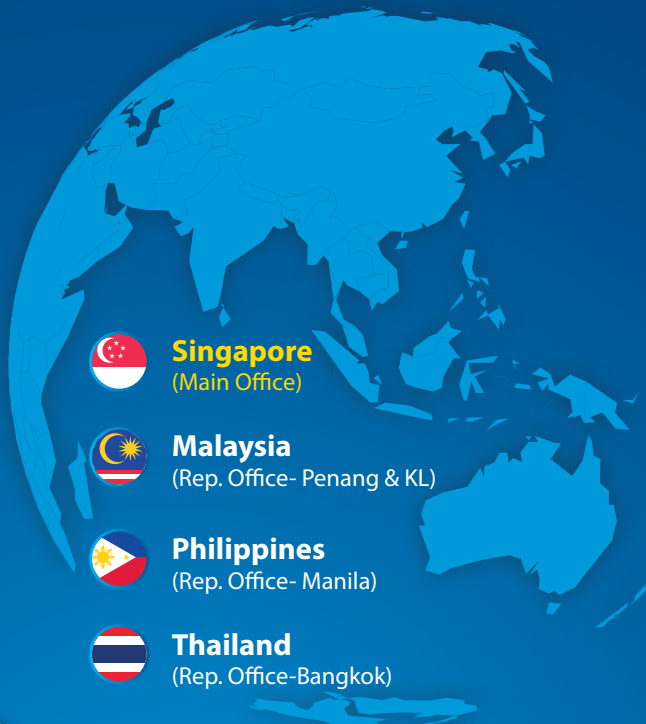 Singapore
(Main Office)
Malaysia
(Rep. Office- Penang & KL)
Philippines
(Rep. Office- Manila)
Thailand
(Rep. Office-Bangkok)